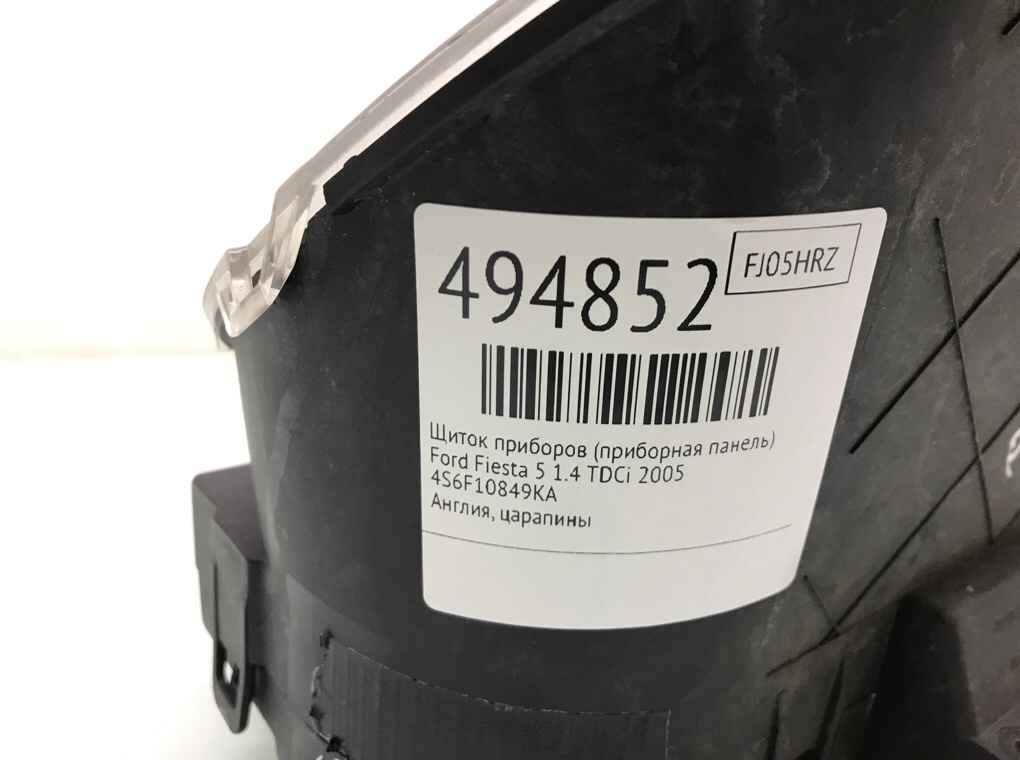 494852
FJ05HRZ
Щиток приборов (приборная панель)
Ford Fiesta 5 1.4 TDCi 2005
4S6F10849KA
Англия, царапины